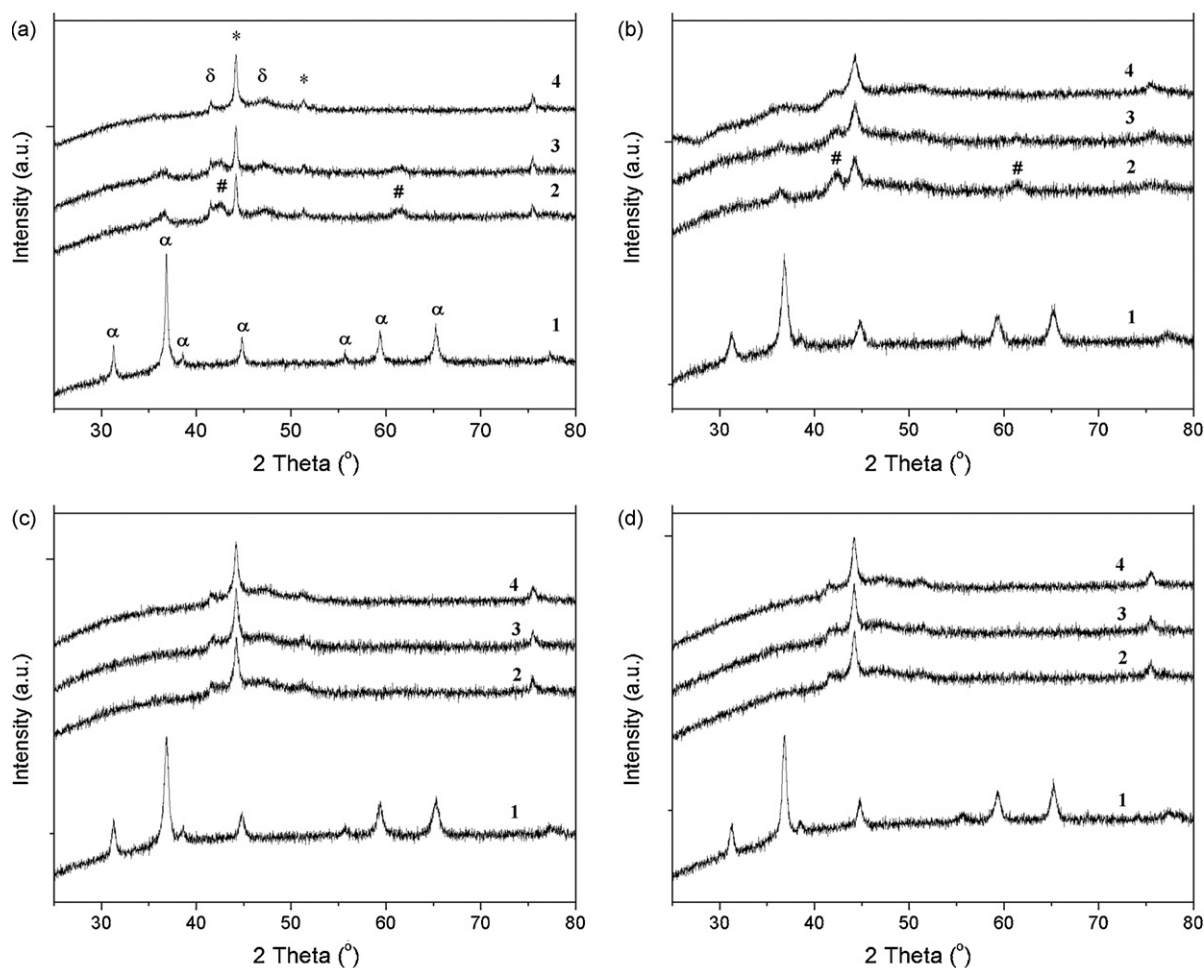 (a)
*
δ
δ
*
4
3
#
#
2
α
α
α
α
α
α
α
1
Intensity (a.u.)
30 40 50 60 70 80
2 Theta (°)
(b)
4
3
#
#
2
1
Intensity (a.u.)
30 40 50 60 70 80
2 Theta (°)
(c)
4
3
2
1
Intensity (a.u.)
30 40 50 60 70 80
2 Theta (°)
(d)
4
3
2
1
Intensity (a.u.)
30 40 50 60 70 80
2 Theta (°)